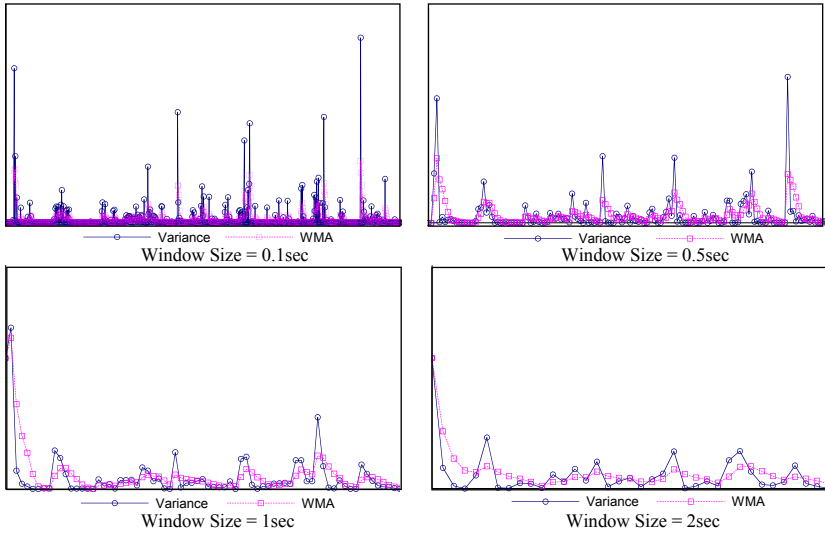 Variance WMA
Window Size = 0.1sec
Variance WMA
Window Size = 0.5sec
Variance WMA
Window Size = 1sec
Variance WMA
Window Size = 2sec